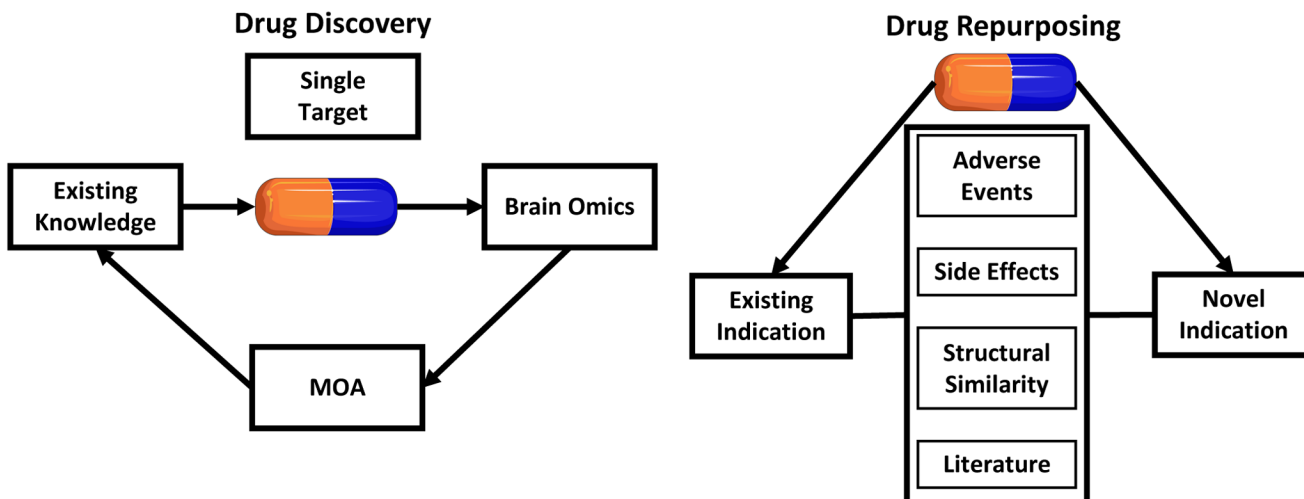 Drug Discovery
Single
Target
Existing
Knowledge
Brain Omics
MOA
Drug Repurposing
Adverse
Events
Side Effects
Existing
Indication
Novel
Indication
Structural
Similarity
Literature